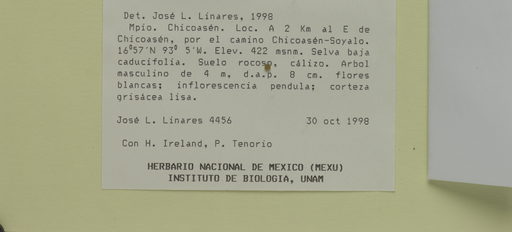 Det. José L. Linares, 1998
Mpio. Chicoasén. Loc. A 2 Km al E de
Chicoasén, por el camino Chicoasén-Soyalo.
16°57'N 93° 5'W. Elev. 422 msnm. Selva baja
caducifolia. Suelo rocoso, cálizo. Arbol
masculino de 4 m, d.a.p. 8 cm. flores
blancas; inflorescencia pendula; corteza
grisácea lisa.
José L. Linares 4456 30 oct 1998
Con H. Ireland, P. Tenorio
HERBARIO NACIONAL DE MEXICO (MEXU)
INSTITUTO DE BIOLOGIA, UNAM